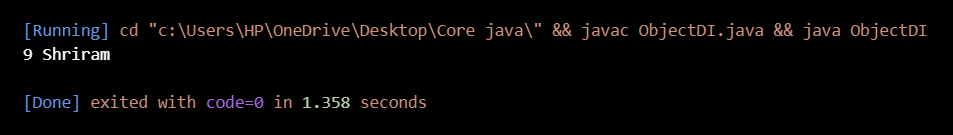 [Running] cd "c:\Users\HP\OneDrive\Desktop\Core java\" && javac ObjectDI.java && java ObjectDI
9 Shriram
[Done] exited with code=0 in 1.358 seconds